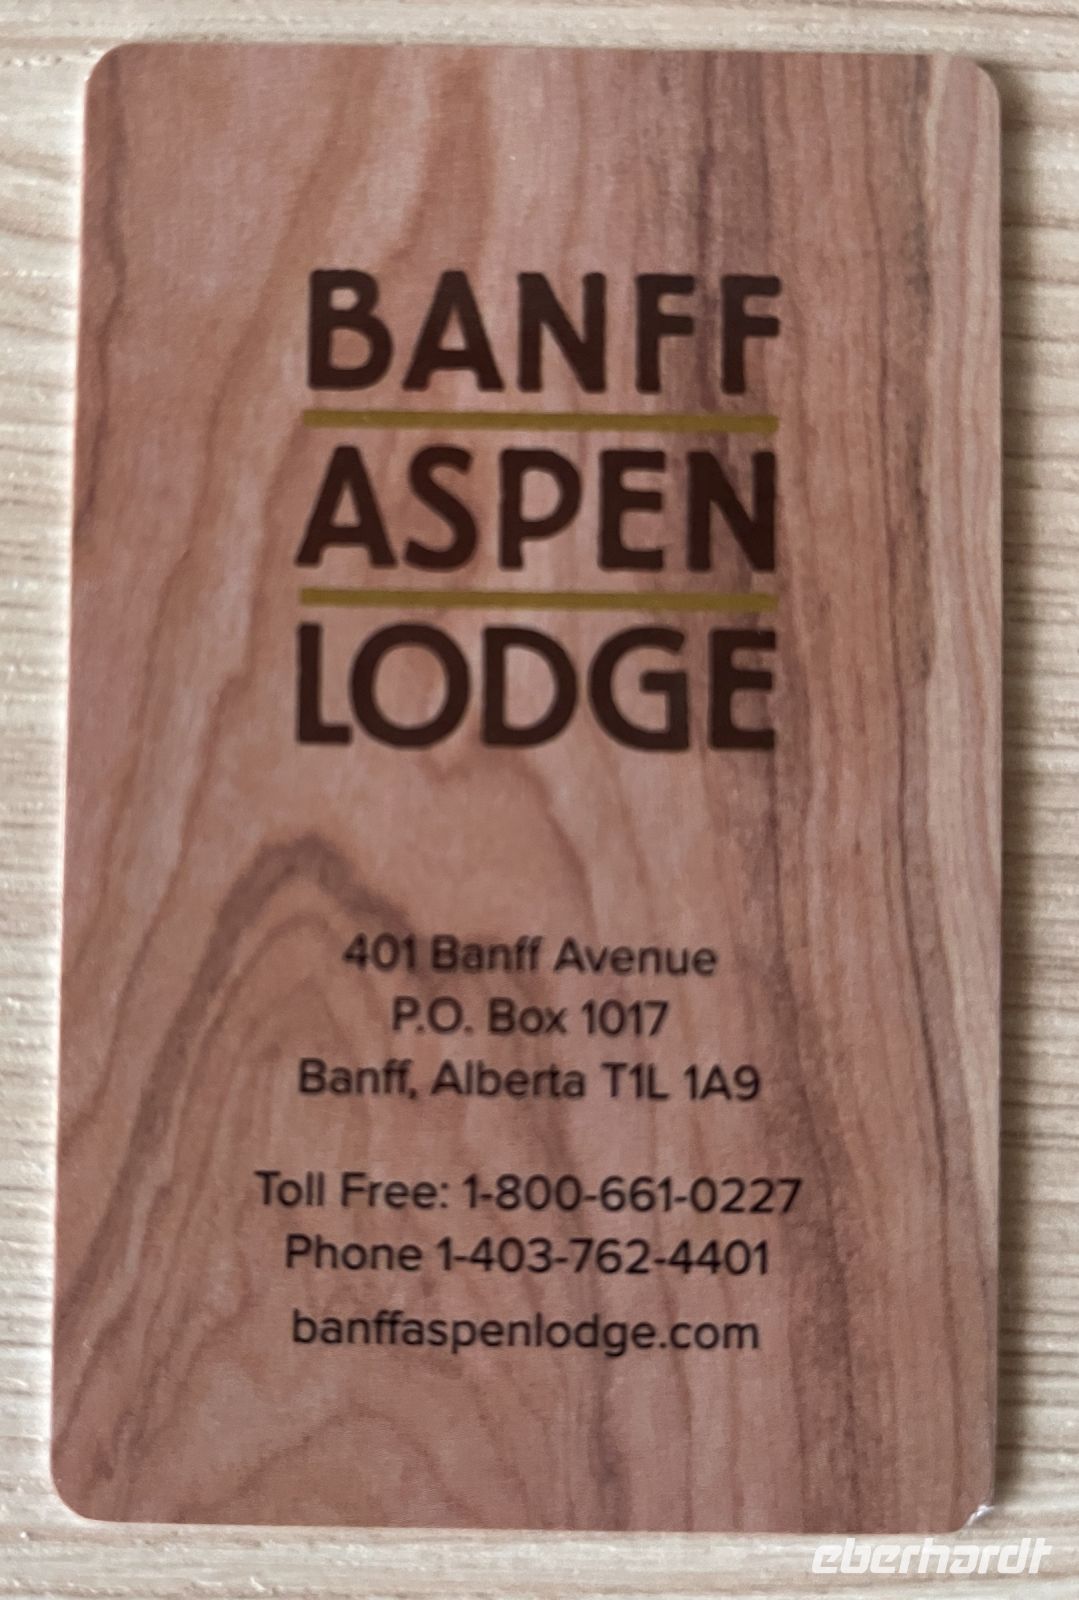 BANFF
ASPEN
LODGE
401 Banff Avenue
P.O. Box 1017
Banff, Alberta T1L 1A9
Toll Free: 1-800-661-0227
Phone 1-403-762-4401
banffaspenlodge.com
eberhardt